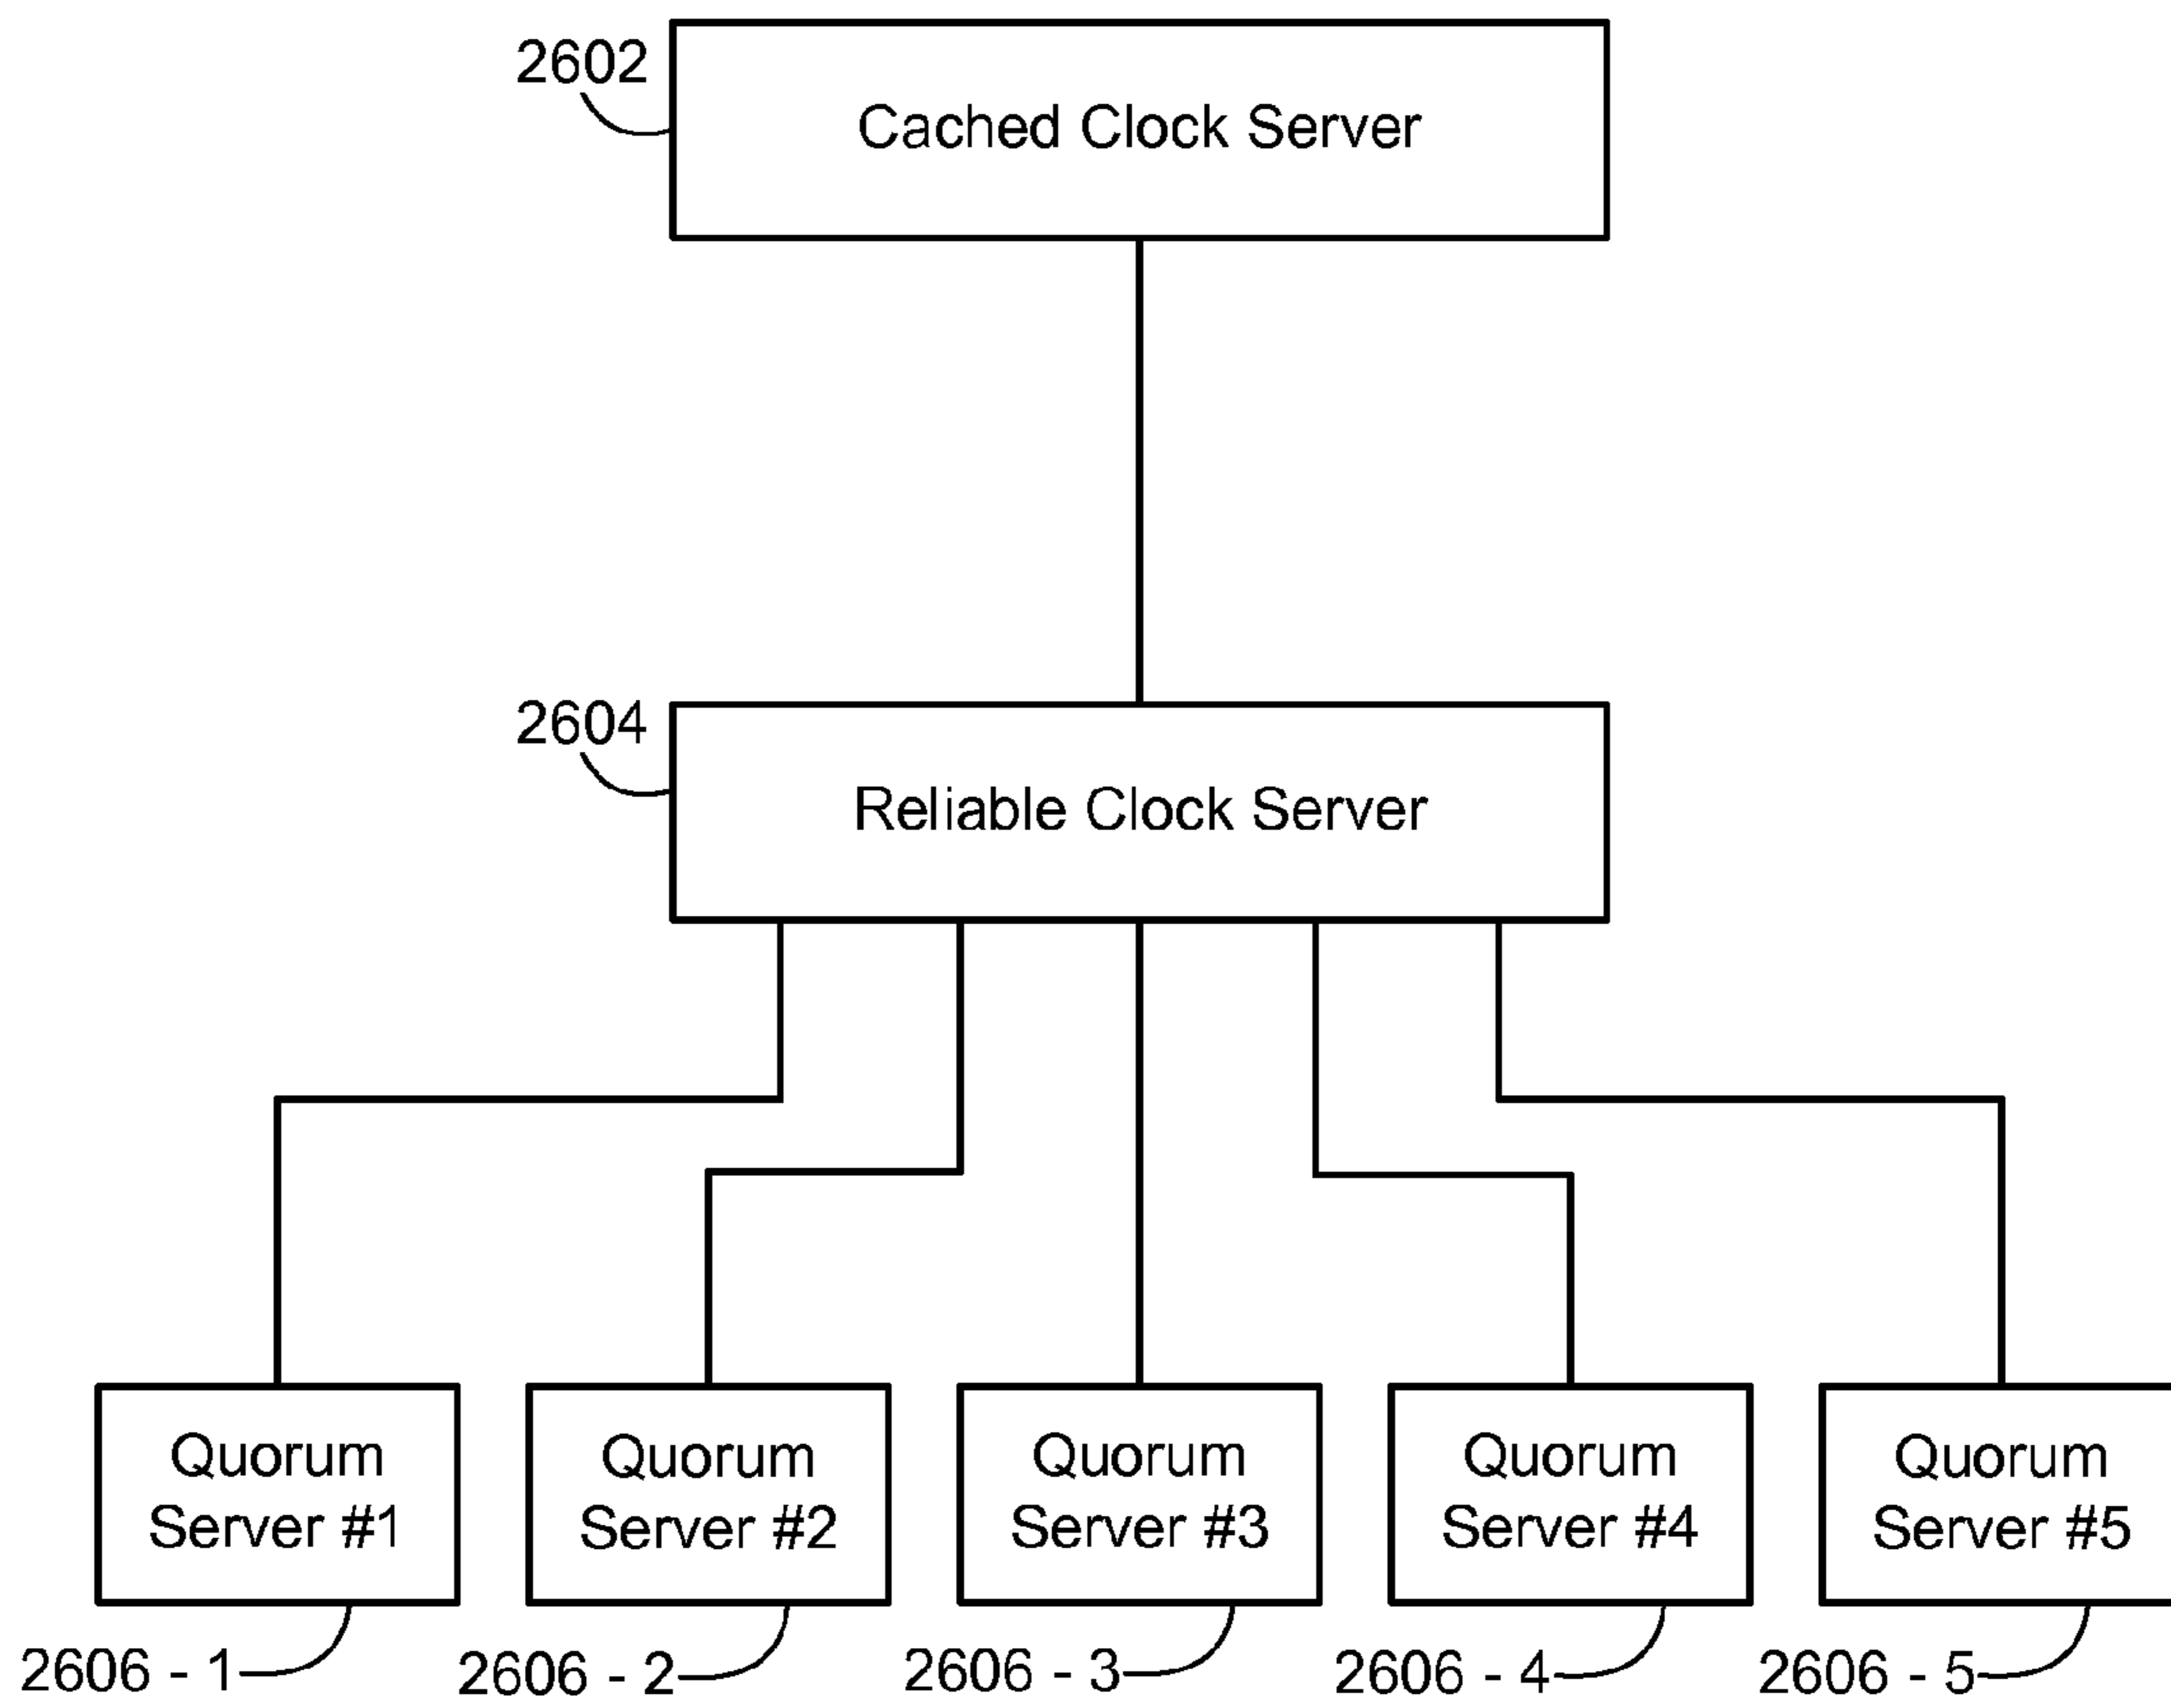 2602
Cached Clock Server
2604
Reliable Clock Server
Quorum
Server #1
Quorum
Server #2
Quorum
Server #3
Quorum
Server #4
Quorum
Server #5
2606 - 1
2606 - 2
2606 - 3
2606 - 4
2606 - 5